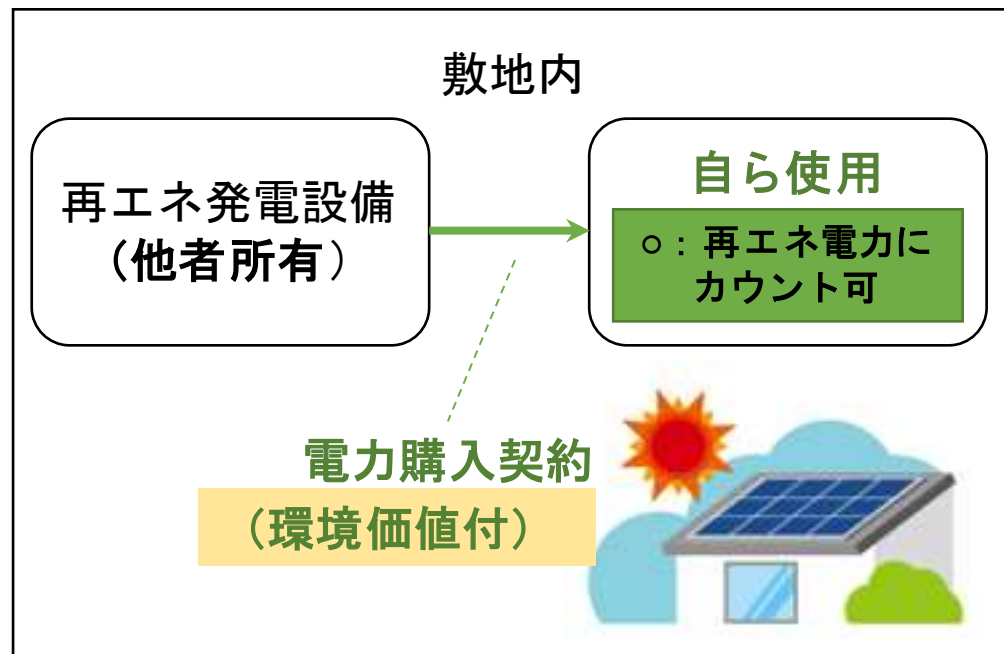 敷地内
再エネ発電設備
(他者所有）
自ら使用
○：再エネ電力に
カウント可
電力購入契約
（環境価値付）